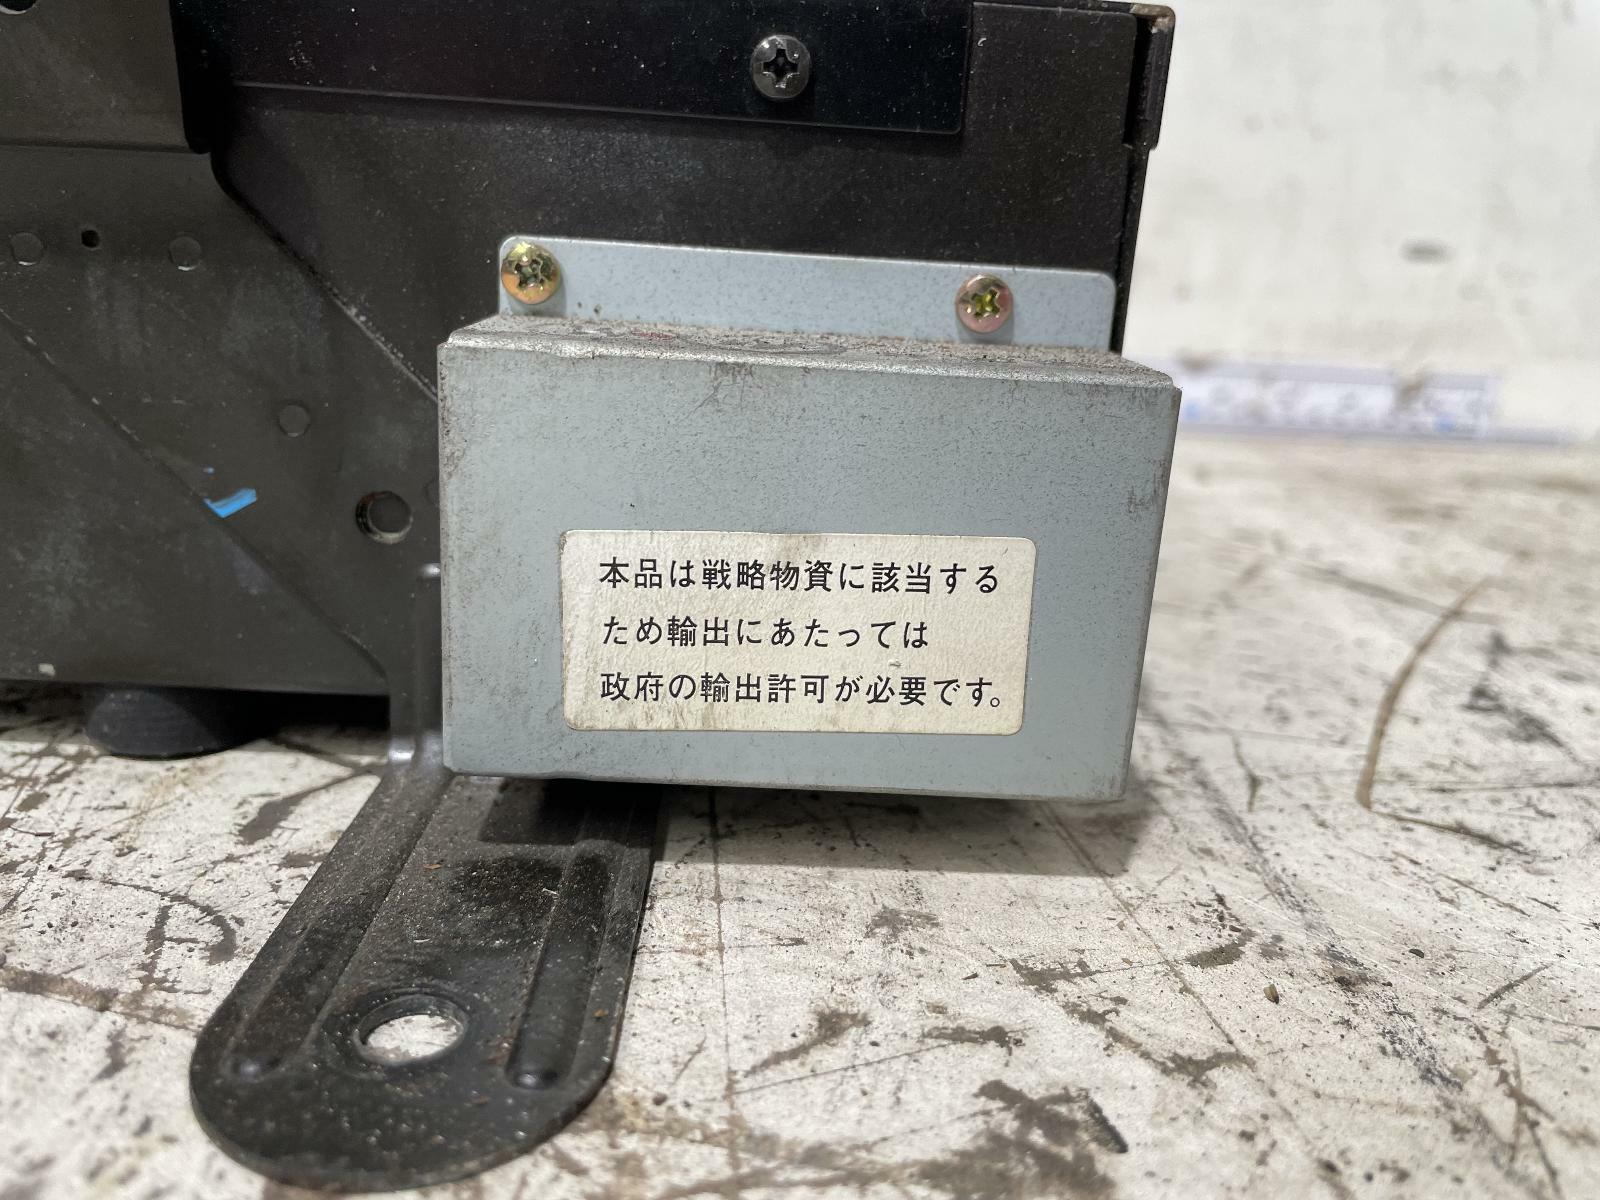 本品は戦略物資に該当する
ため輸出にあたっては
政府の輸出許可が必要です。